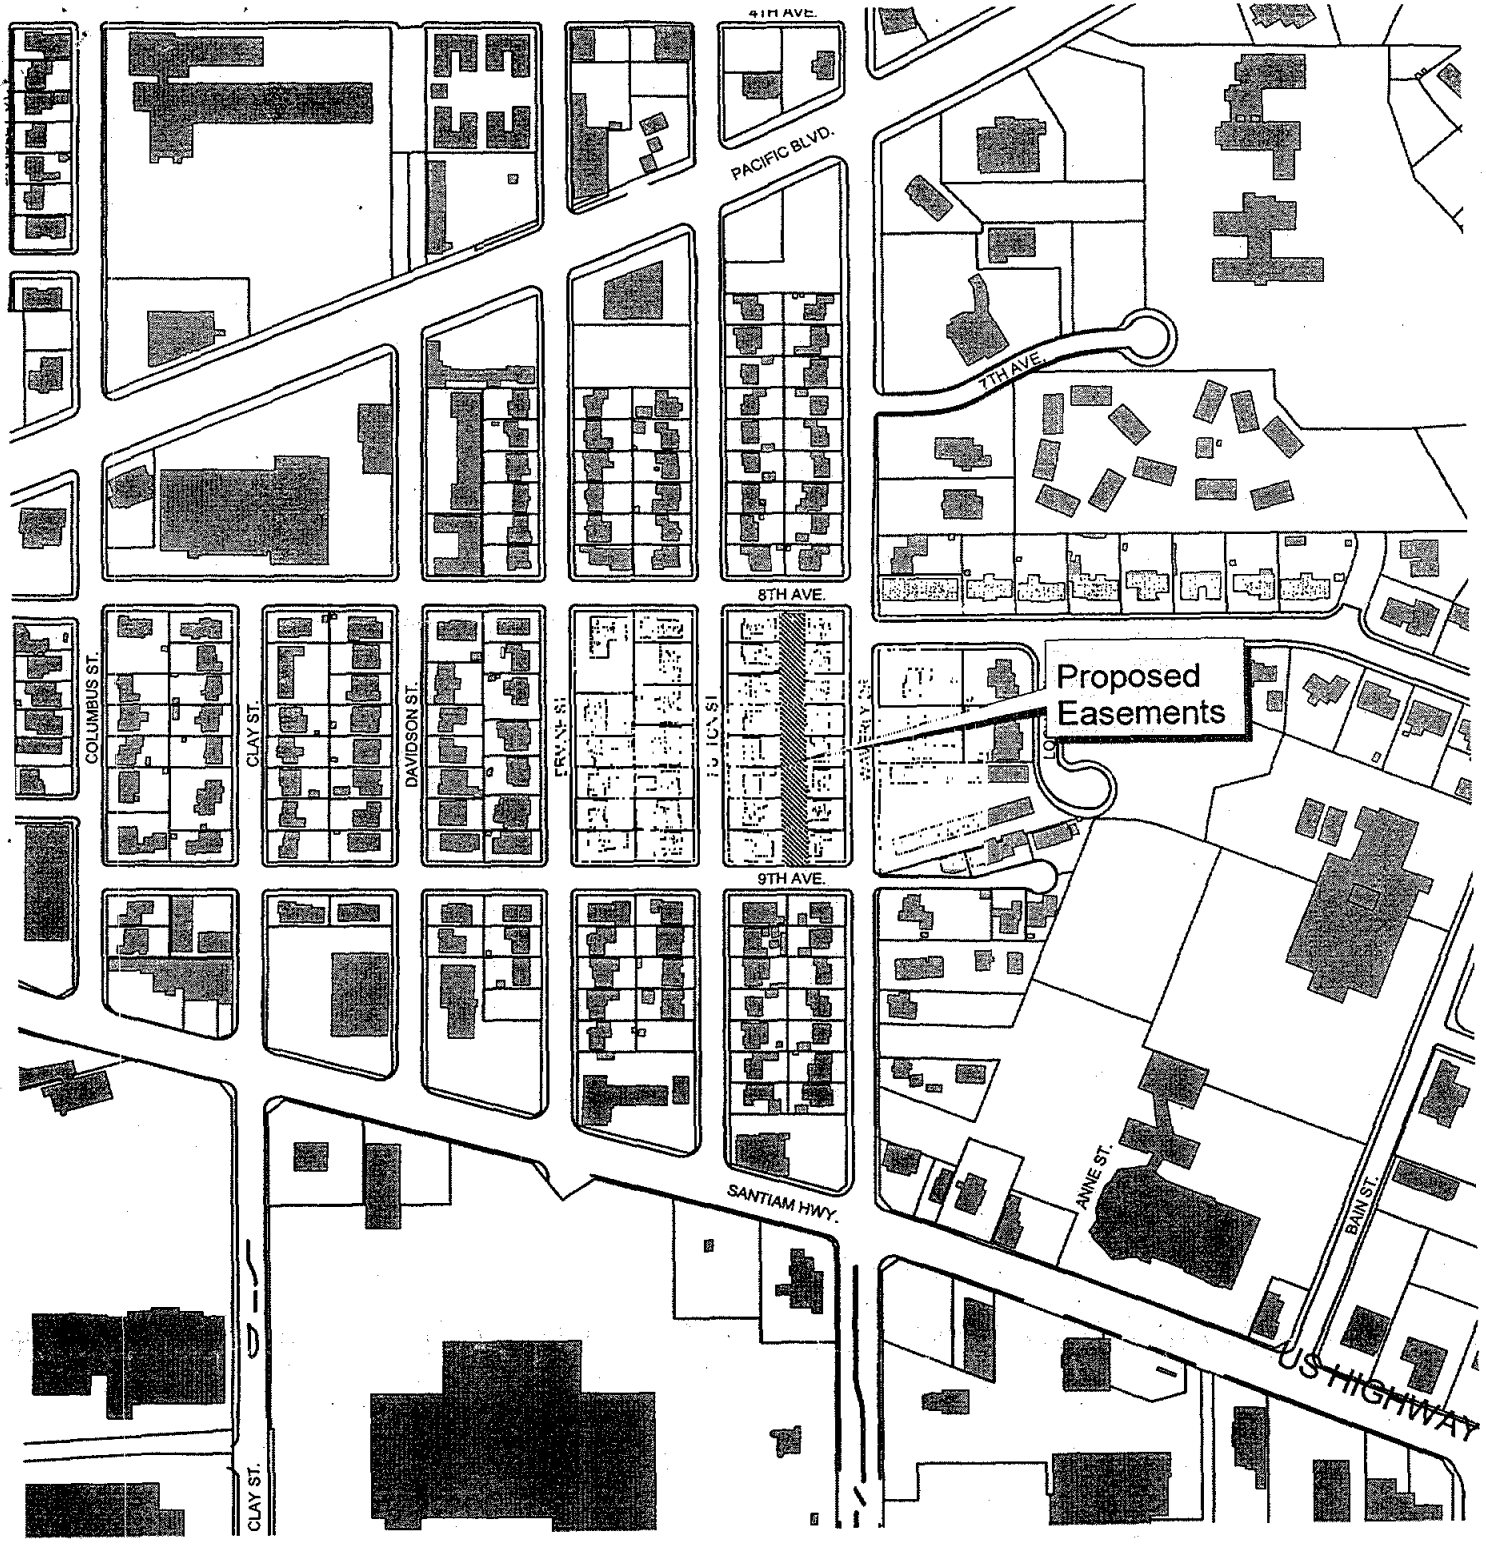 4TH AVE.
PACIFIC BLVD.
7TH AVE.
8TH AVE.
COLUMBUS ST.
CLAY ST.
DAVIDSON ST.
Proposed
Easements
9TH AVE.
SANTIAM HWY.
ANNE ST.
BAIN ST.
US HIGHWAY
CLAY ST.